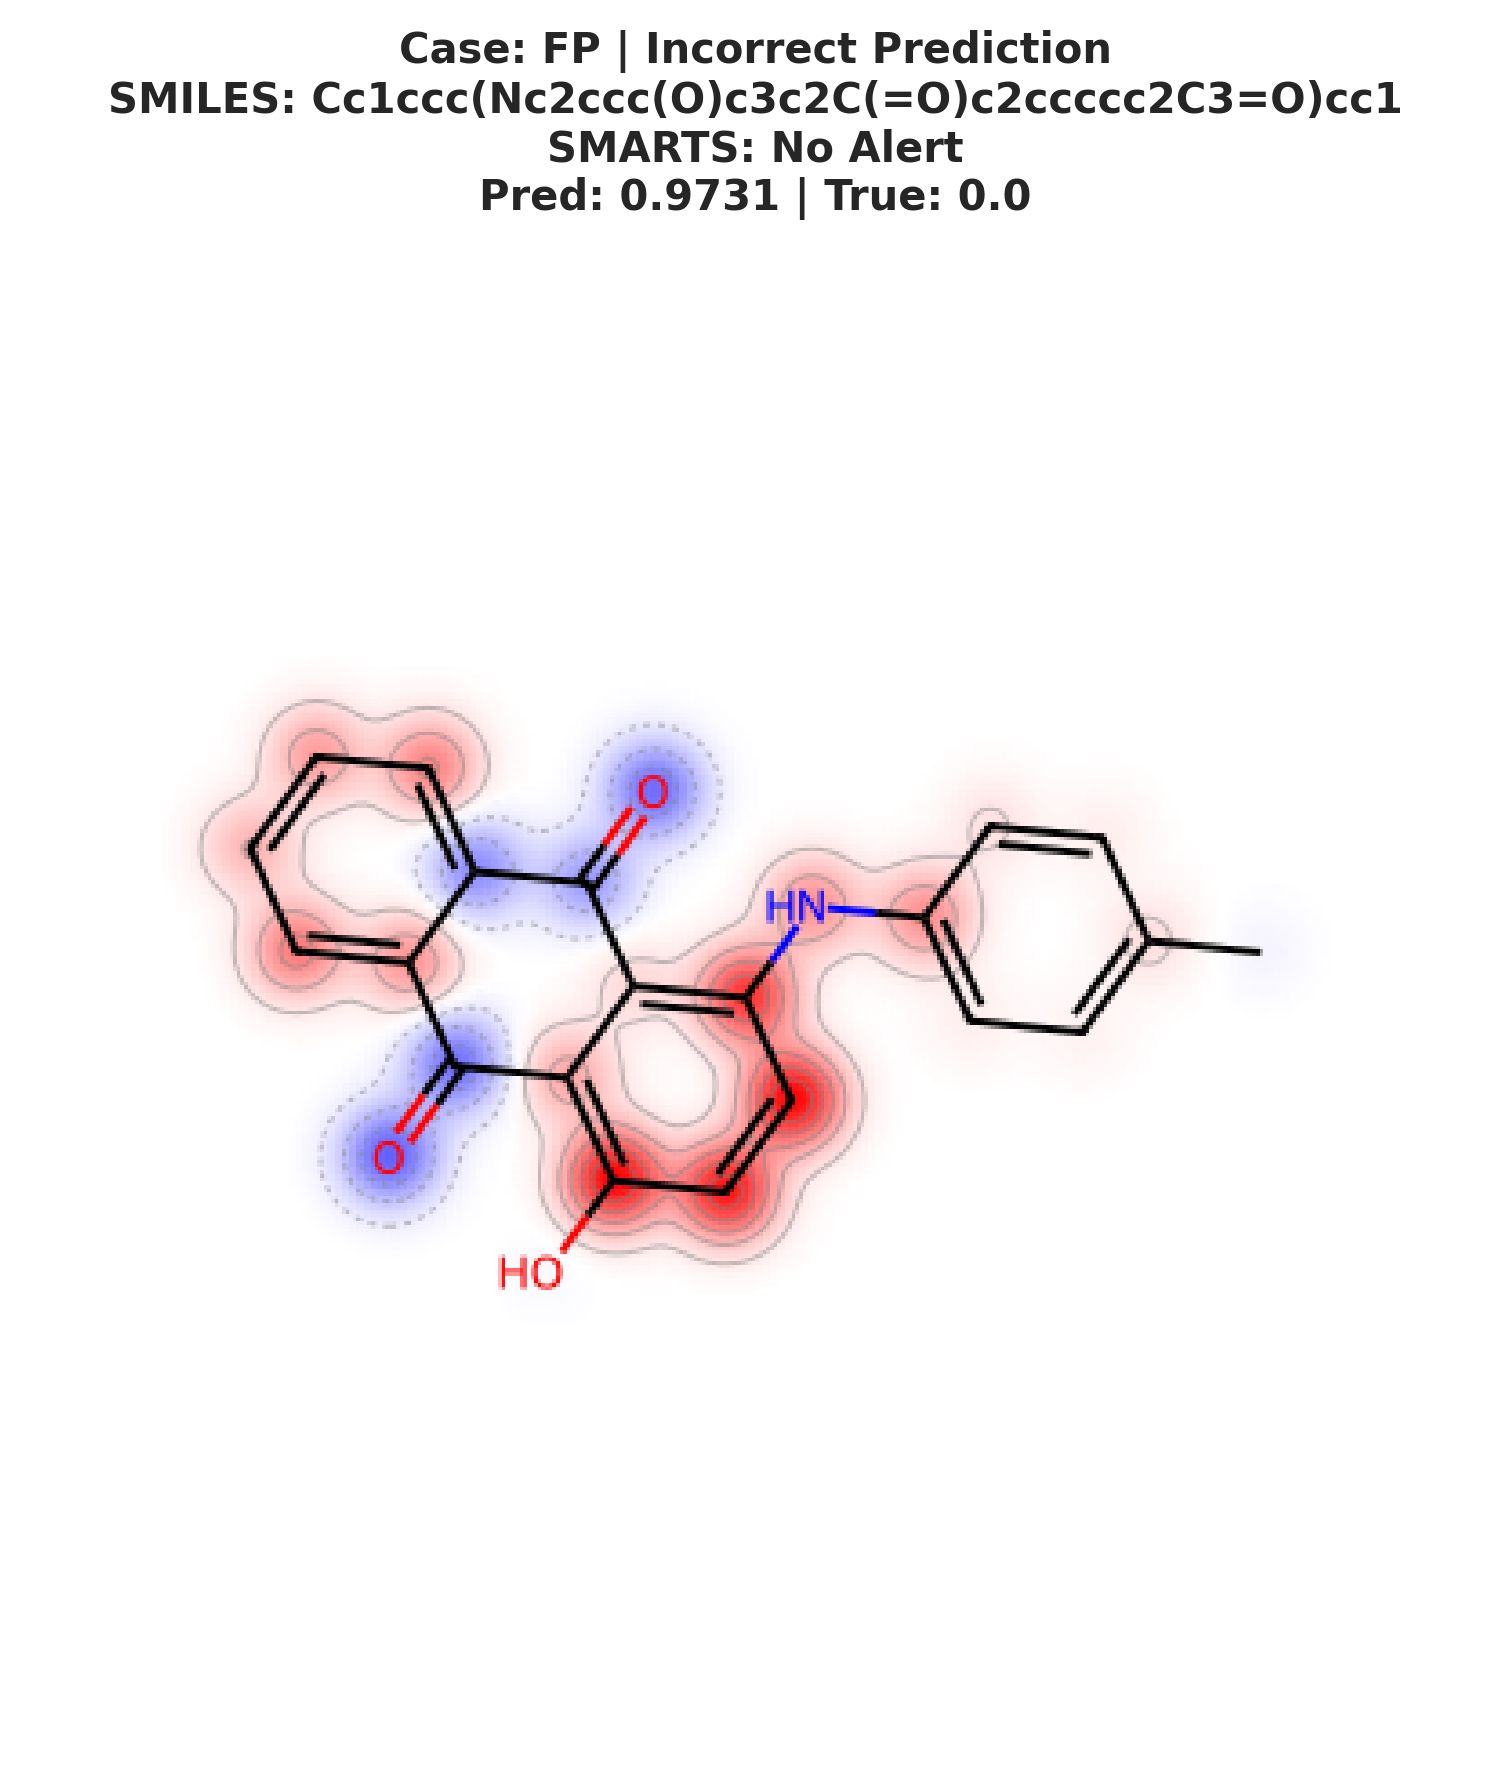 Case: FP | Incorrect Prediction
SMILES: Cc1ccc(Nc2ccc(O)c3c2C(=O)c2ccccc2C3=O)cc1
SMARTS: No Alert
Pred: 0.9731 | True: 0.0
O
HN
O
HO